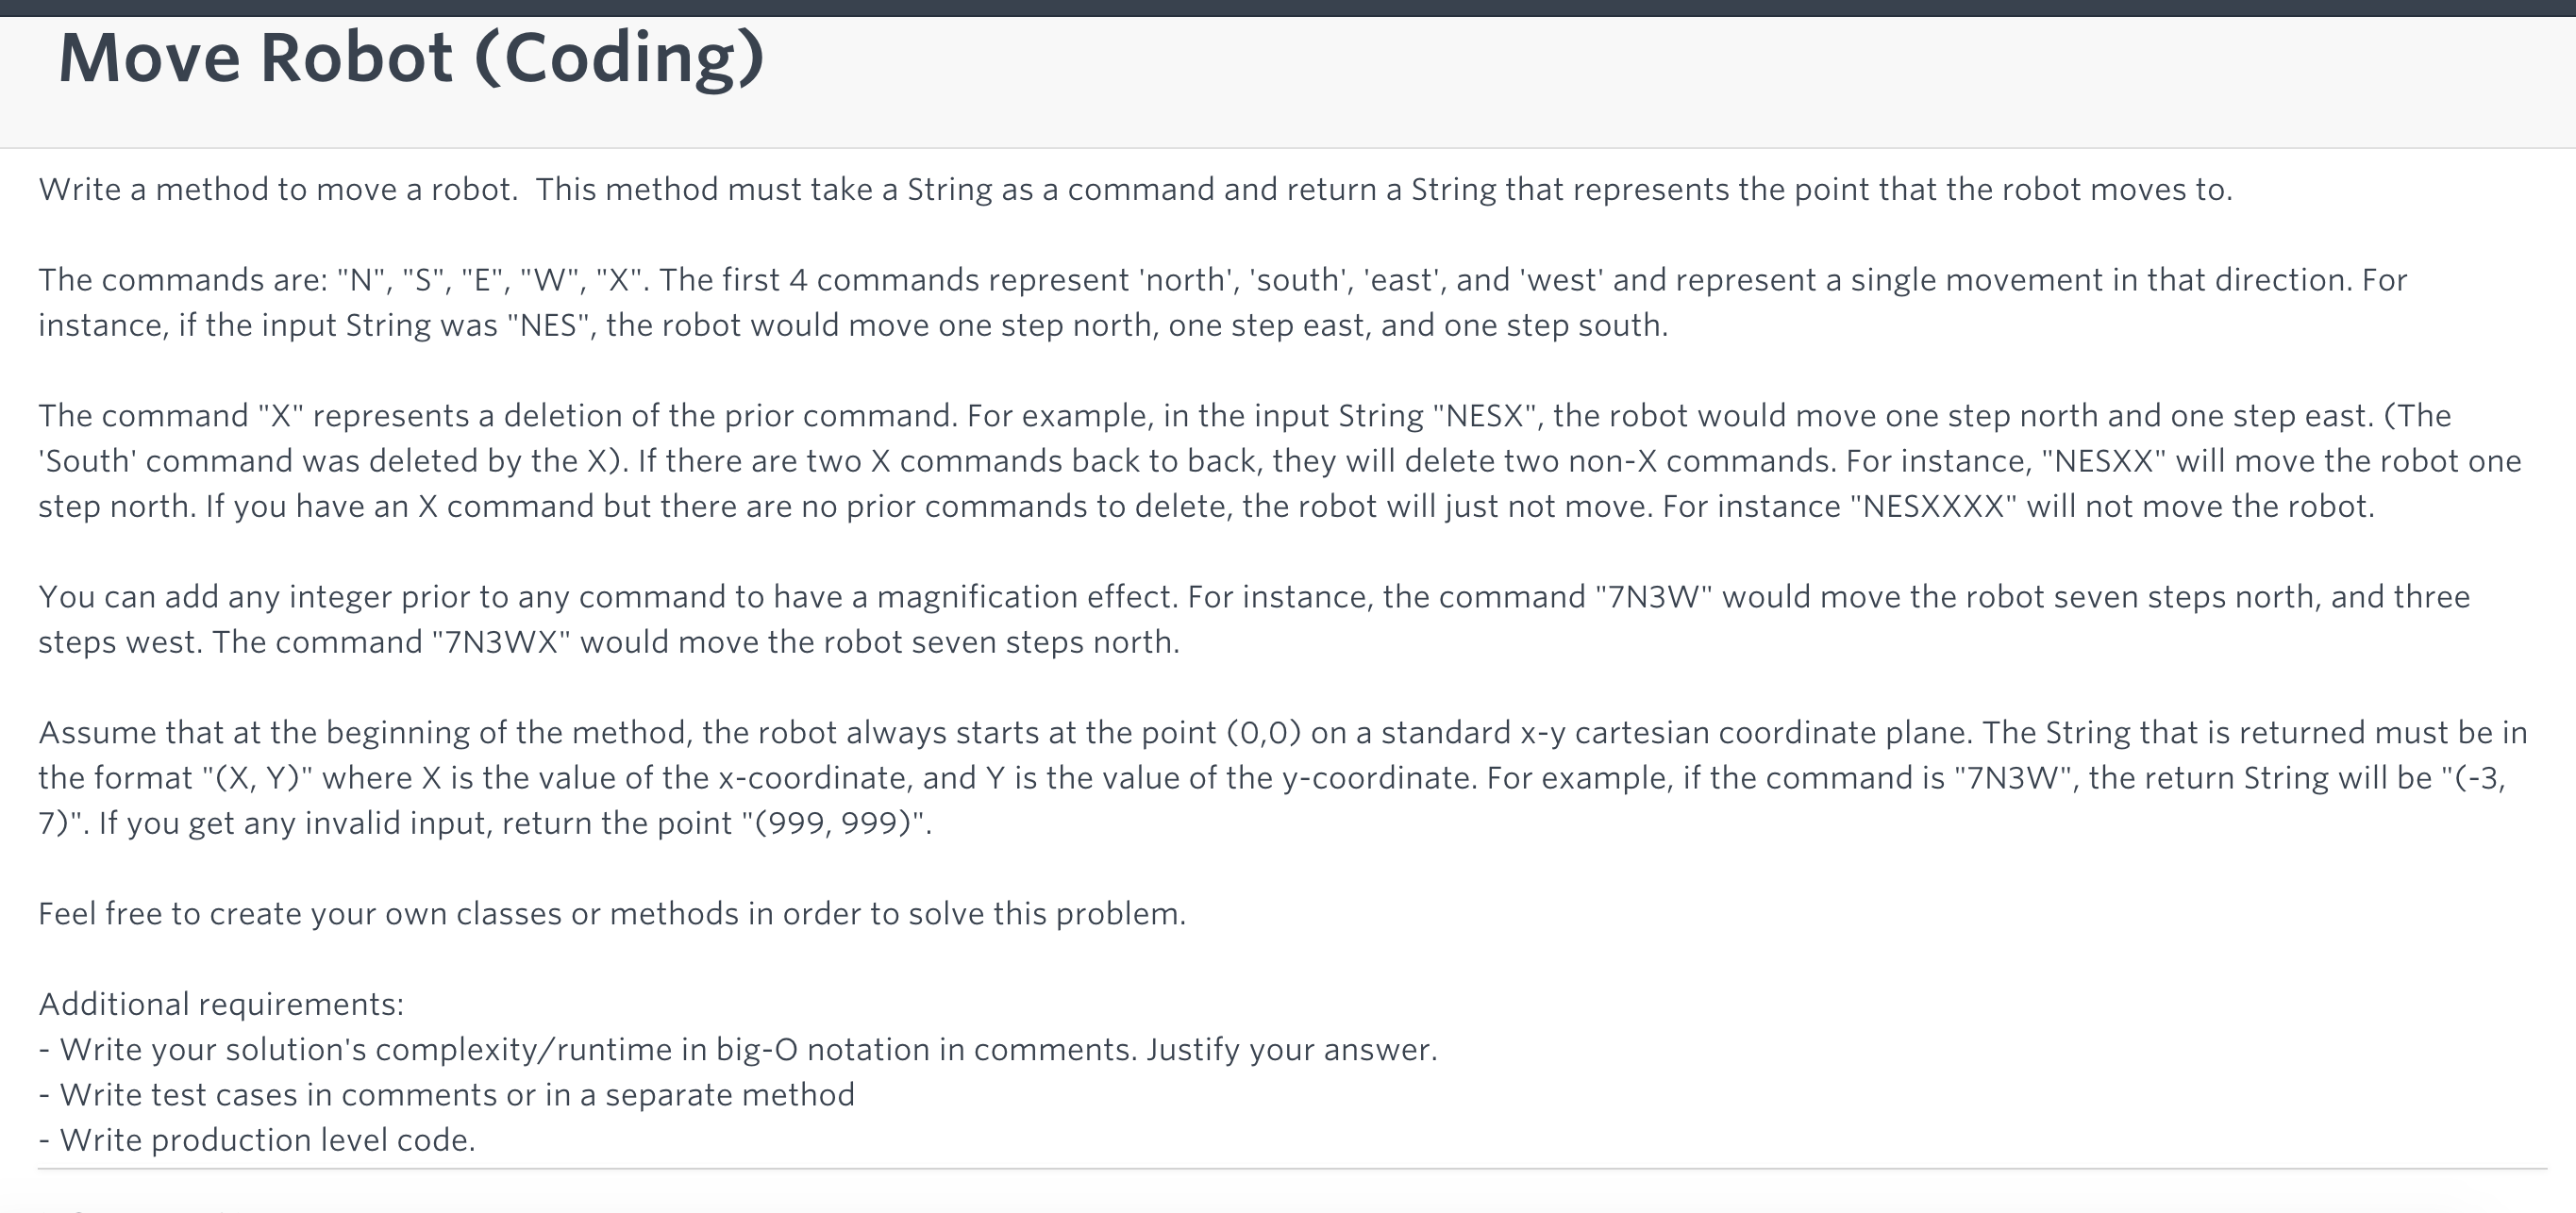 Move Robot (Coding)
Write a method to move a robot.  This method must take a String as a command and return a String that represents the point that the robot moves to.
The commands are: "N", "S", "E", "W", "X". The first 4 commands represent 'north', 'south', 'east', and 'west' and represent a single movement in that direction. For
instance, if the input String was "NES", the robot would move one step north, one step east, and one step south.
The command "X" represents a deletion of the prior command. For example, in the input String "NESX", the robot would move one step north and one step east. (The
'South' command was deleted by the X). If there are two X commands back to back, they will delete two non-X commands. For instance, "NESXX" will move the robot one
step north. If you have an X command but there are no prior commands to delete, the robot will just not move. For instance "NESXXXX" will not move the robot.
You can add any integer prior to any command to have a magnification effect. For instance, the command "7N3W" would move the robot seven steps north, and three
steps west. The command "7N3WX" would move the robot seven steps north.
Assume that at the beginning of the method, the robot always starts at the point (0,0) on a standard x-y cartesian coordinate plane. The String that is returned must be in
the format "(X, Y)" where X is the value of the x-coordinate, and Y is the value of the y-coordinate. For example, if the command is "7N3W", the return String will be "(-3,
7)". If you get any invalid input, return the point "(999, 999)".
Feel free to create your own classes or methods in order to solve this problem.
Additional requirements:
- Write your solution's complexity/runtime in big-O notation in comments. Justify your answer.
- Write test cases in comments or in a separate method
- Write production level code.